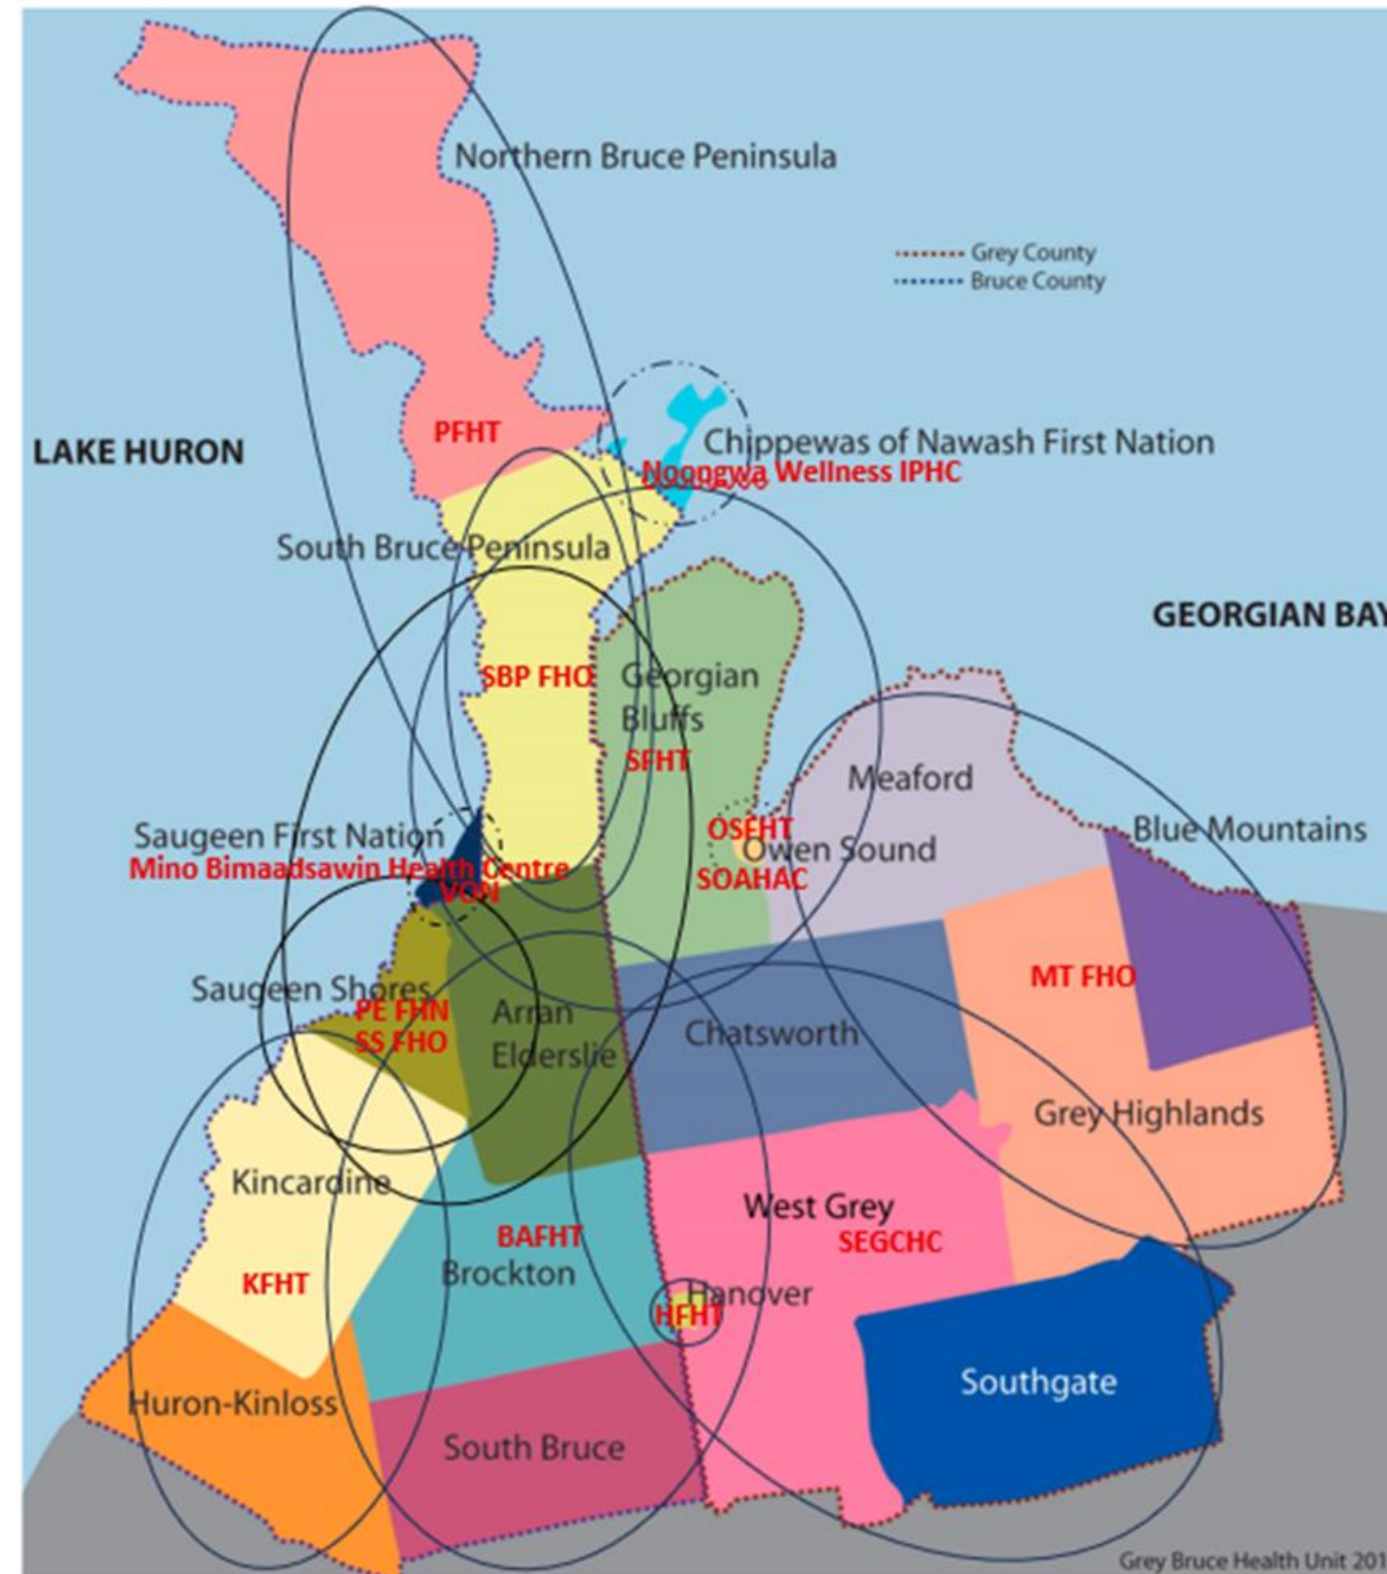 Northern Bruce Peninsula
Grey County
Bruce County
PFHT
LAKE HURON
Chippewas of Nawash First Nation
Noongwa Wellness IPHC
South Bruce Peninsula
GEORGIAN BAY
SBP FHO
Georgian
Bluffs
SFHT
Meaford
OSFHT
Owen Sound
SOAHAC
Blue Mountains
Saugeen First Nation
Mino Bimaadsawin Health Centre
VON
Saugeen Shores
PE FHN
SS FHO
Arran
Elderslie
Chatsworth
MT FHO
Grey Highlands
Kincardine
KFHT
BAFHT
Brockton
West Grey
SEGCHC
Hanover
HFHT
Huron-Kinloss
South Bruce
Southgate
Grey Bruce Health Unit 201